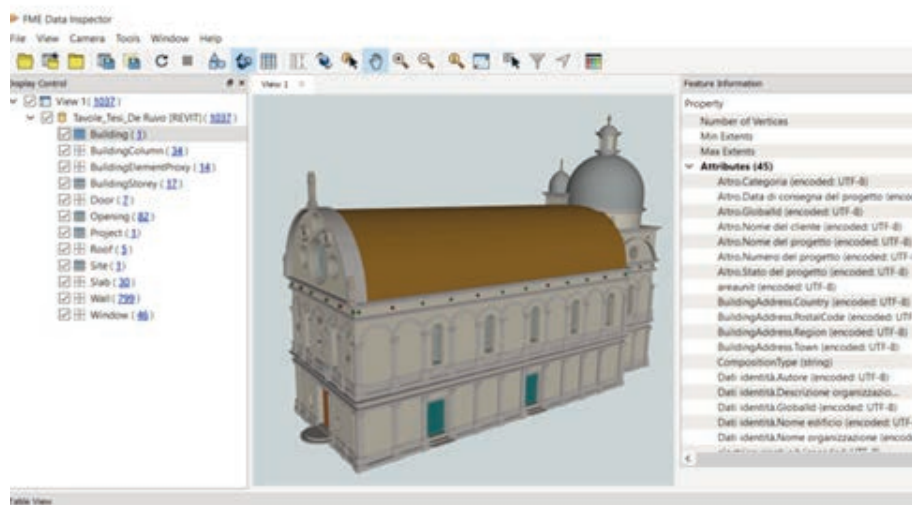 FME Data Inspector
File View Camera Tools Window Help
Display Control
View 1
Feature Information
View 1 ( 1037 )
Tavole_Tesi_De Ruvo [REVIT] ( 1037 )
Building ( 1 )
BuildingColumn ( 34 )
BuildingElementProxy ( 14 )
BuildingStorey ( 17 )
Door ( 7 )
Opening ( 82 )
Project ( 1 )
Roof ( 5 )
Site ( 1 )
Slab ( 30 )
Wall ( 799 )
Window ( 46 )
Property
Number of Vertices
Min Extents
Max Extents
Attributes (45)
Altro.Categoria (encoded: UTF-8)
Altro.Data di consegna del progetto (enco
Altro.GlobalId (encoded: UTF-8)
Altro.Nome del cliente (encoded: UTF-8)
Altro.Nome del progetto (encoded: UTF-8)
Altro.Numero del progetto (encoded: UTF-8)
Altro.Stato del progetto (encoded: UTF-8)
areaunit (encoded: UTF-8)
BuildingAddress.Country (encoded: UTF-8)
BuildingAddress.PostalCode (encoded: UTF
BuildingAddress.Region (encoded: UTF-8)
BuildingAddress.Town (encoded: UTF-8)
CompositionType (string)
Dati identità.Autore (encoded: UTF-8)
Dati identità.Descrizione organizzazio...
Dati identità.GlobalId (encoded: UTF-8)
Dati identità.Nome edificio (encoded: UTF-
Dati identità.Nome organizzazione (encod
Table View